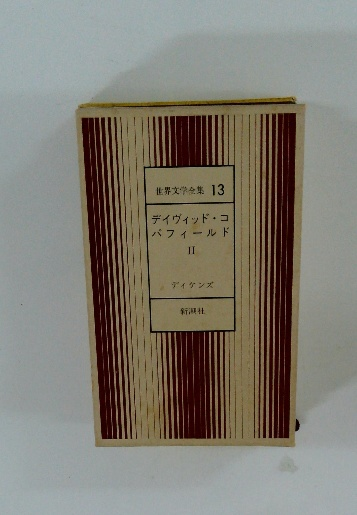 世界文学全集 13
デイヴィッド・コ
パフィールド
II
ディケンズ
新潮社